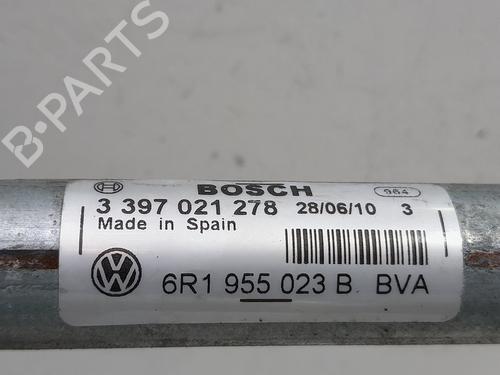 B-PARTS
BOSCH
964
3 397 021 278 28/06/10 3
Made in Spain
6R1 955 023 B BVA